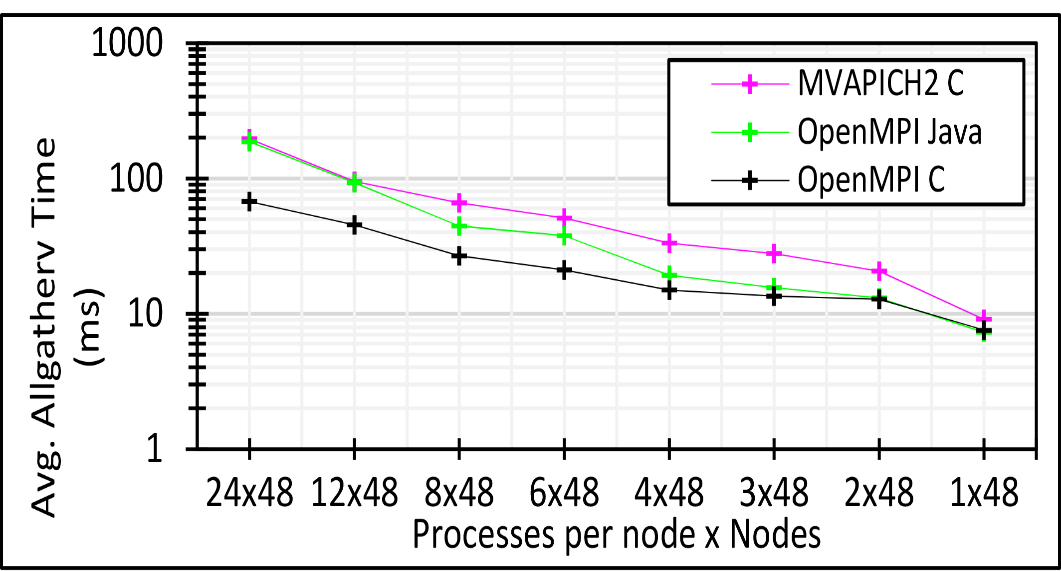 1000
100
10
1
Avg. Allgatherv Time
(ms)
MVAPICH2 C
OpenMPI Java
OpenMPI C
24x48 12x48 8x48 6x48 4x48 3x48 2x48 1x48
Processes per node x Nodes